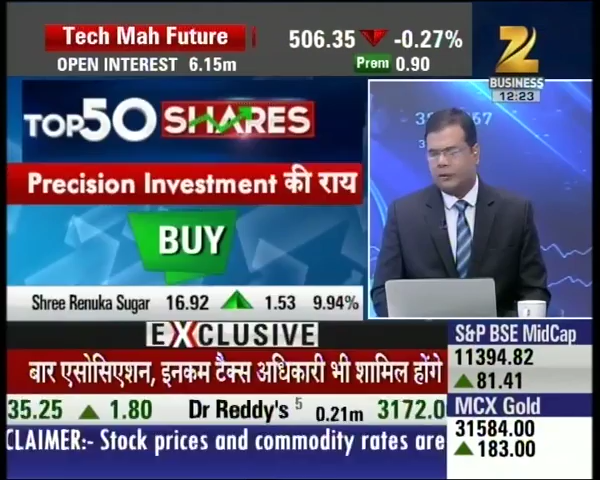 Tech Mah Future
506.35 -0.27%
OPEN INTEREST 6.15m
Prem 0.90
Z
BUSINESS
12:23
TOP50 SHARES
Precision Investment की राय
BUY
Shree Renuka Sugar 16.92 1.53 9.94%
EXCLUSIVE
बार एसोसिएशन, इनकम टैक्स अधिकारी भी शामिल होंगे
35.25 1.80 Dr Reddy's 5 0.21m 3172.0
CLAIMER:- Stock prices and commodity rates are
S&P BSE MidCap
11394.82
81.41
MCX Gold
31584.00
183.00